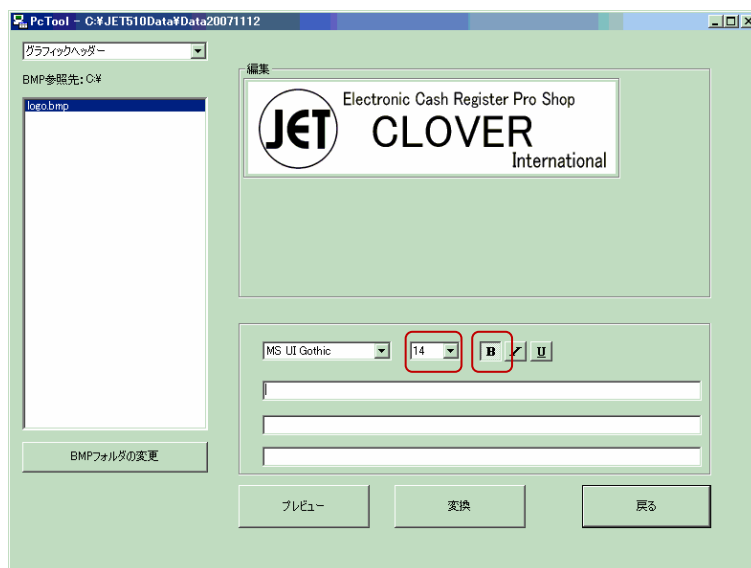 PcTool - C:¥JET510Data¥Data20071112
グラフィックヘッダー
BMP参照先:C:¥
logo.bmp
BMPフォルダの変更
編集
JET
Electronic Cash Register Pro Shop
CLOVER
International
MS UI Gothic
14
B I U
プレビュー
変換
戻る